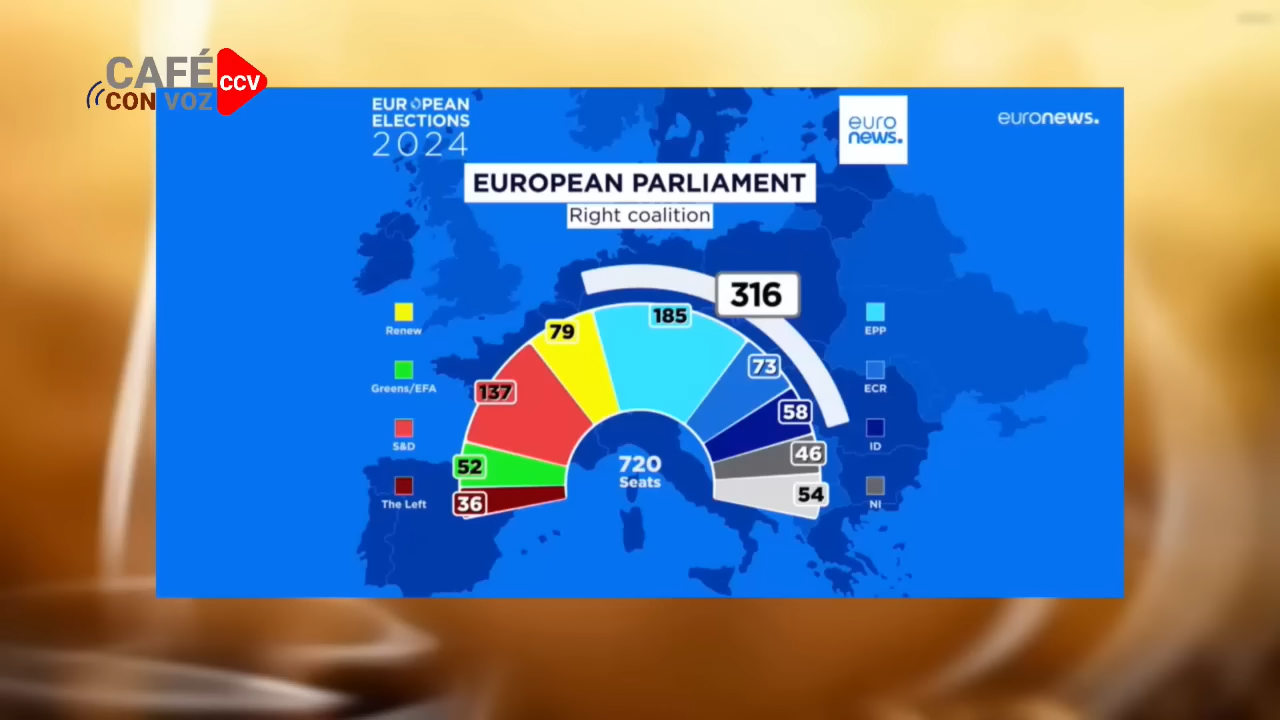 CAFÉ
CON VOZ
CCV
EUROPEAN
ELECTIONS
2024
euro
news.
euronews.
EUROPEAN PARLIAMENT
Right coalition
316
Renew
Greens/EFA
S&D
The Left
79
185
137
73
58
52
46
36
54
720
Seats
EPP
ECR
ID
NI